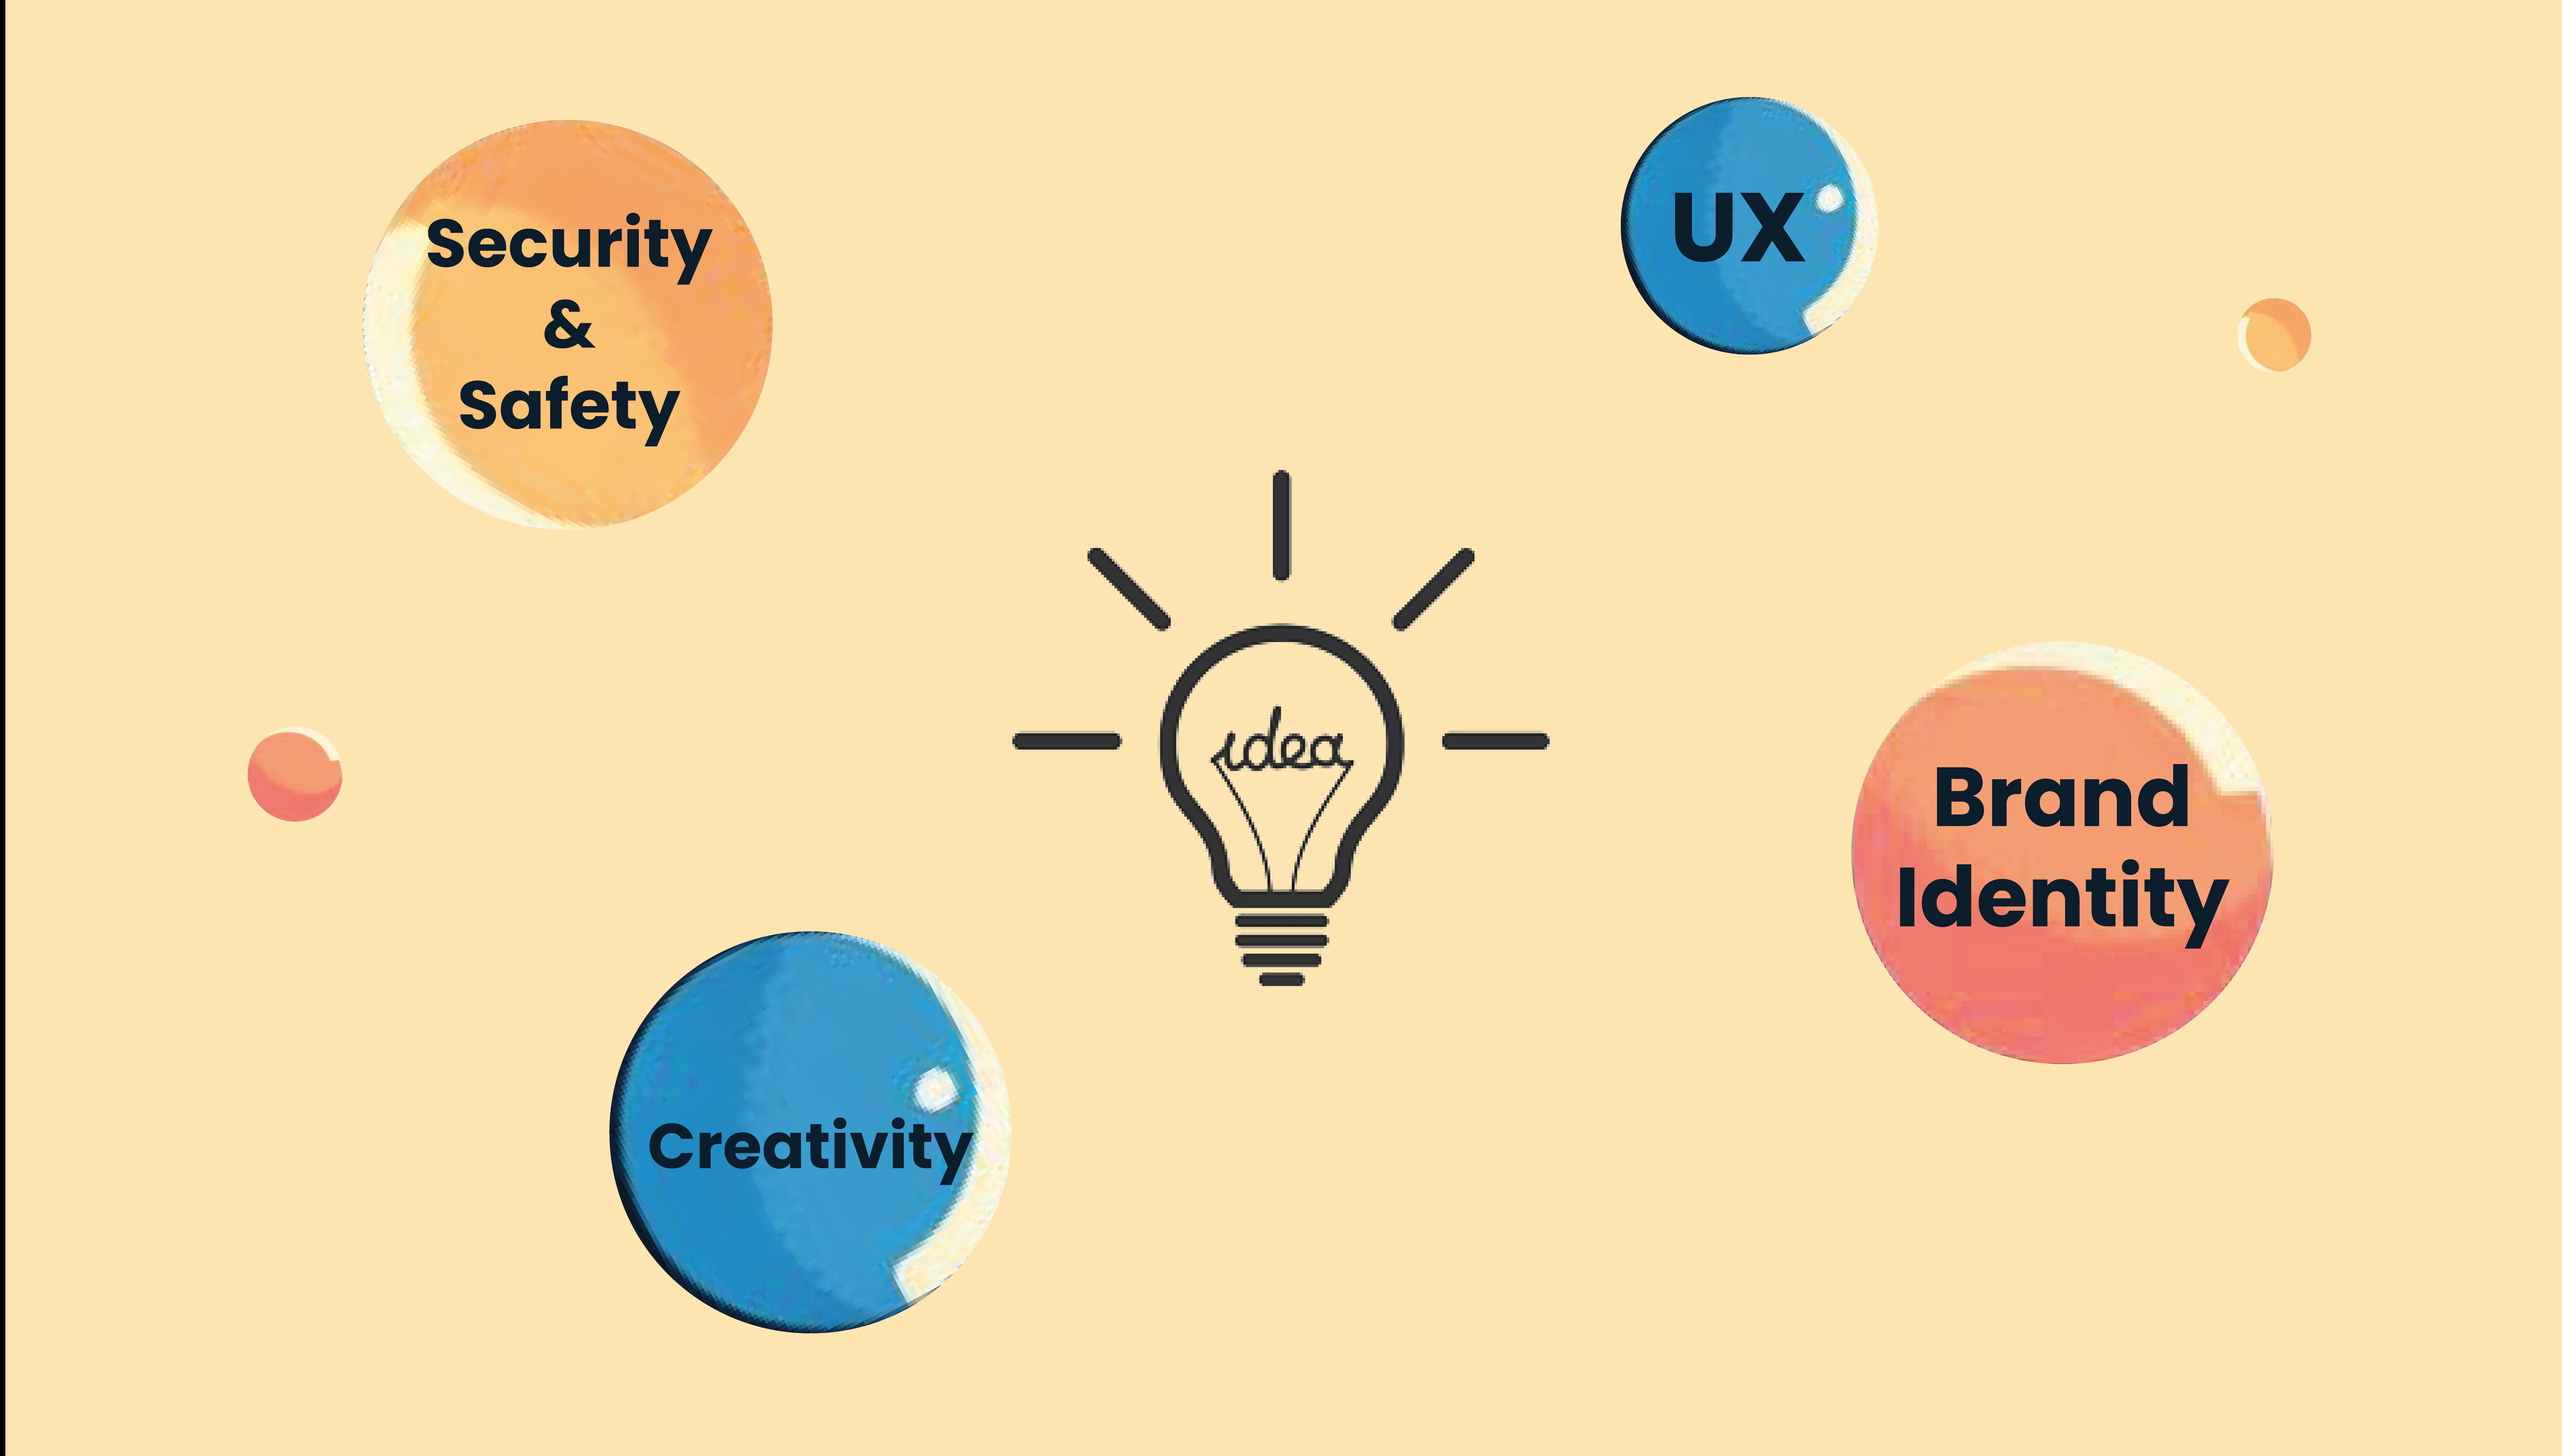 Security
&
Safety
UX
idea
Brand
Identity
Creativity